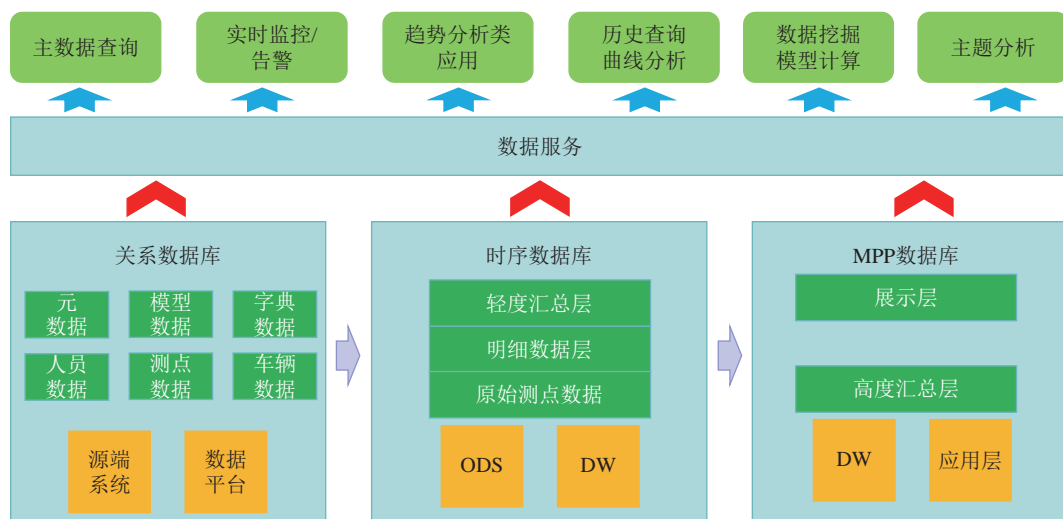 主数据查询
实时监控/
告警
趋势分析类
应用
历史查询
曲线分析
数据挖掘
模型计算
主题分析
数据服务
关系数据库
元
数据
模型
数据
字典
数据
人员
数据
测点
数据
车辆
数据
源端
系统
数据
平台
时序数据库
轻度汇总层
明细数据层
原始测点数据
ODS
DW
MPP数据库
展示层
高度汇总层
DW
应用层